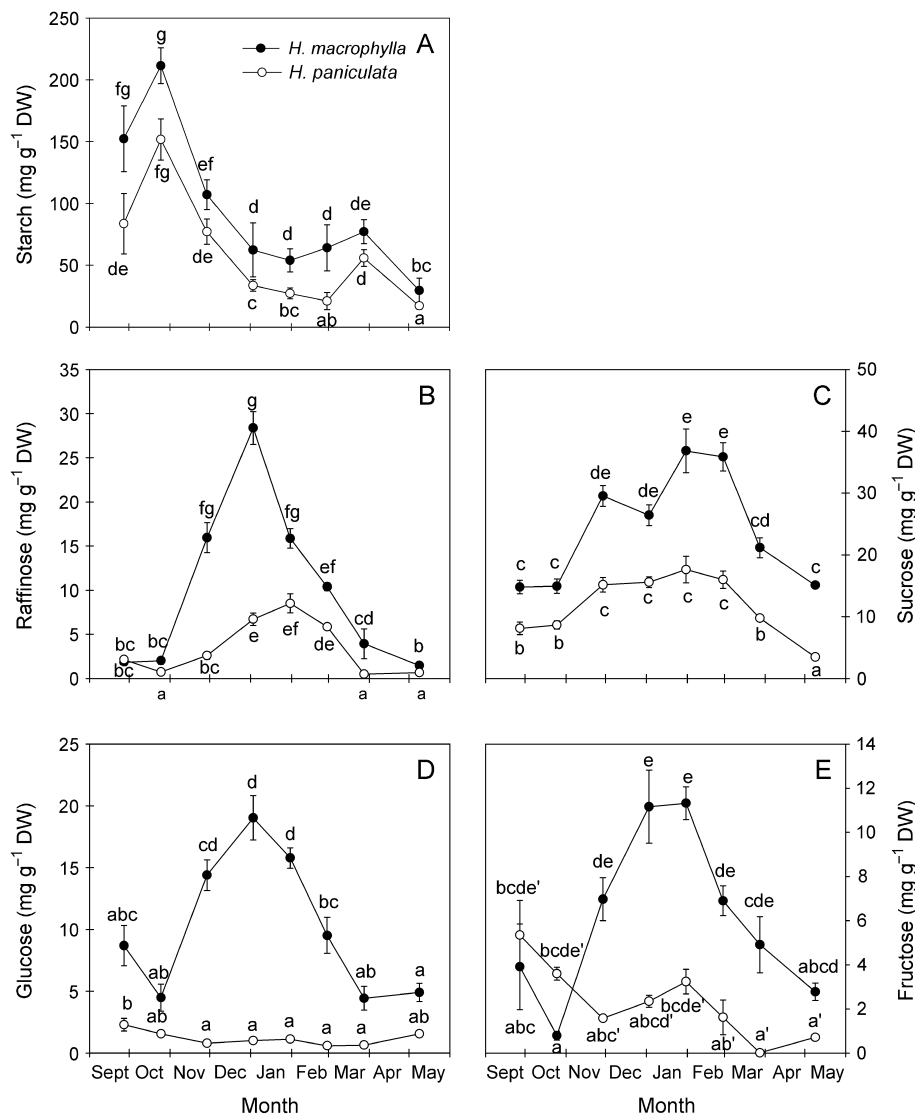 A
H. macrophylla
H. paniculata
Starch (mg g⁻¹ DW)
250
200
150
100
50
0
fg
g
ef
d
d
d
de
bc
de
fg
de
c
bc
ab
d
a
B
Raffinose (mg g⁻¹ DW)
35
30
25
20
15
10
5
0
bc
bc
fg
g
fg
ef
cd
b
bc
a
bc
e
ef
de
a
a
C
Sucrose (mg g⁻¹ DW)
50
40
30
20
10
0
c
c
de
de
e
e
cd
c
b
b
c
c
c
c
b
a
D
Glucose (mg g⁻¹ DW)
25
20
15
10
5
0
abc
ab
cd
d
d
bc
ab
a
b
ab
a
a
a
a
a
ab
Sept Oct Nov Dec Jan Feb Mar Apr May
Month
E
Fructose (mg g⁻¹ DW)
14
12
10
8
6
4
2
0
bcde'
bcde'
de
e
e
de
cde
abcd
abc
a
abc'
abcd'
bcde'
ab'
a'
a'
Sept Oct Nov Dec Jan Feb Mar Apr May
Month